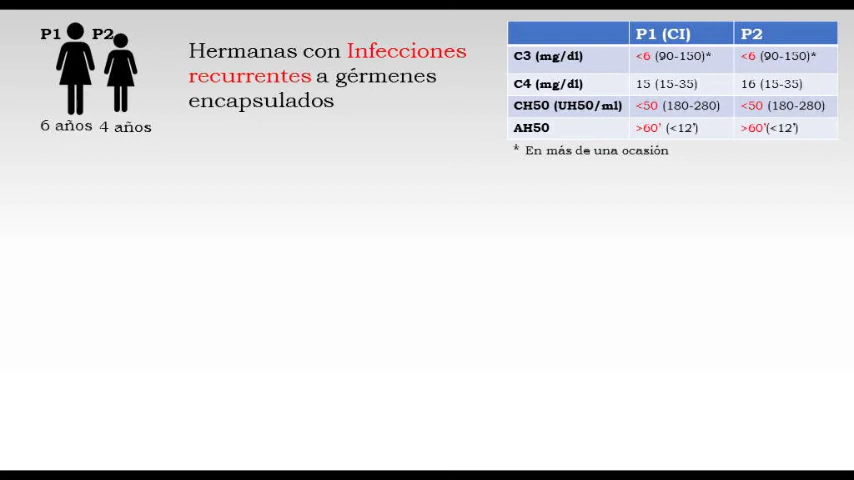 P1 P2
6 años 4 años
Hermanas con Infecciones
recurrentes a gérmenes
encapsulados
P1 (CI) P2
C3 (mg/dl) <6 (90-150)* <6 (90-150)*
C4 (mg/dl) 15 (15-35) 16 (15-35)
CH50 (UH50/ml) <50 (180-280) <50 (180-280)
AH50 >60’ (<12’) >60’(<12’)
* En más de una ocasión